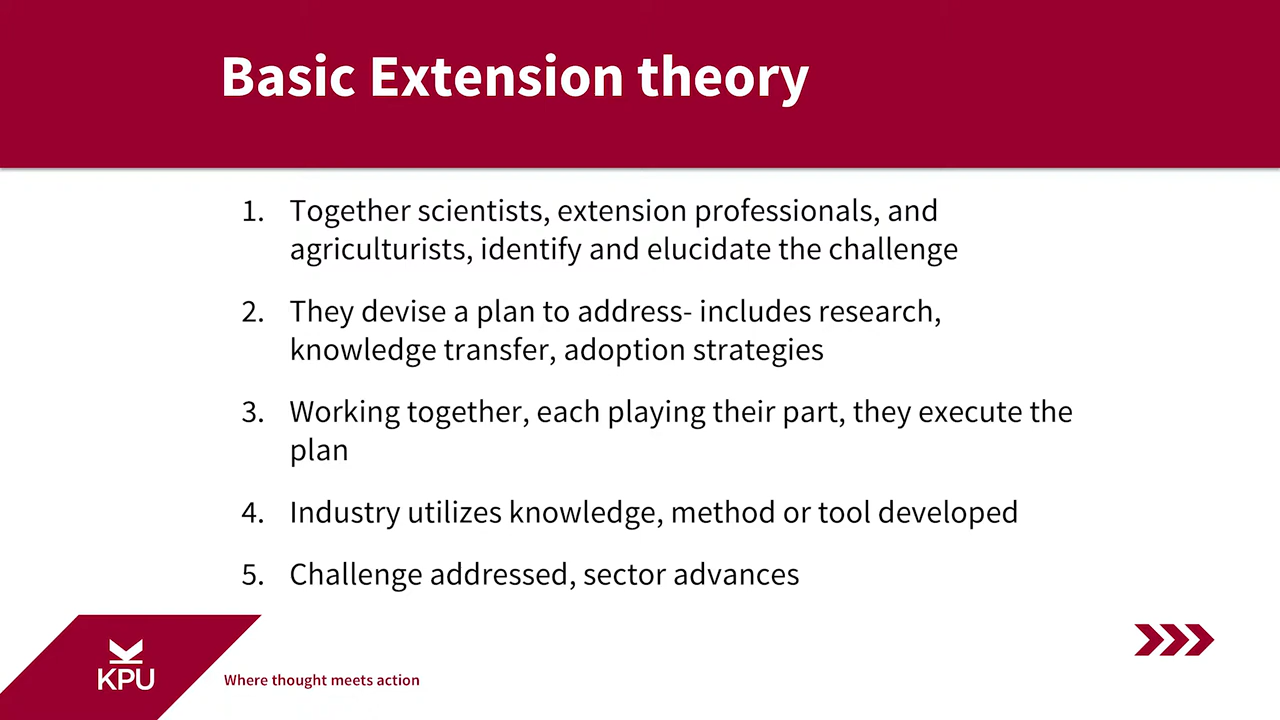 Basic Extension theory
1. Together scientists, extension professionals, and
agriculturists, identify and elucidate the challenge
2. They devise a plan to address- includes research,
knowledge transfer, adoption strategies
3. Working together, each playing their part, they execute the
plan
4. Industry utilizes knowledge, method or tool developed
5. Challenge addressed, sector advances
KPU
Where thought meets action